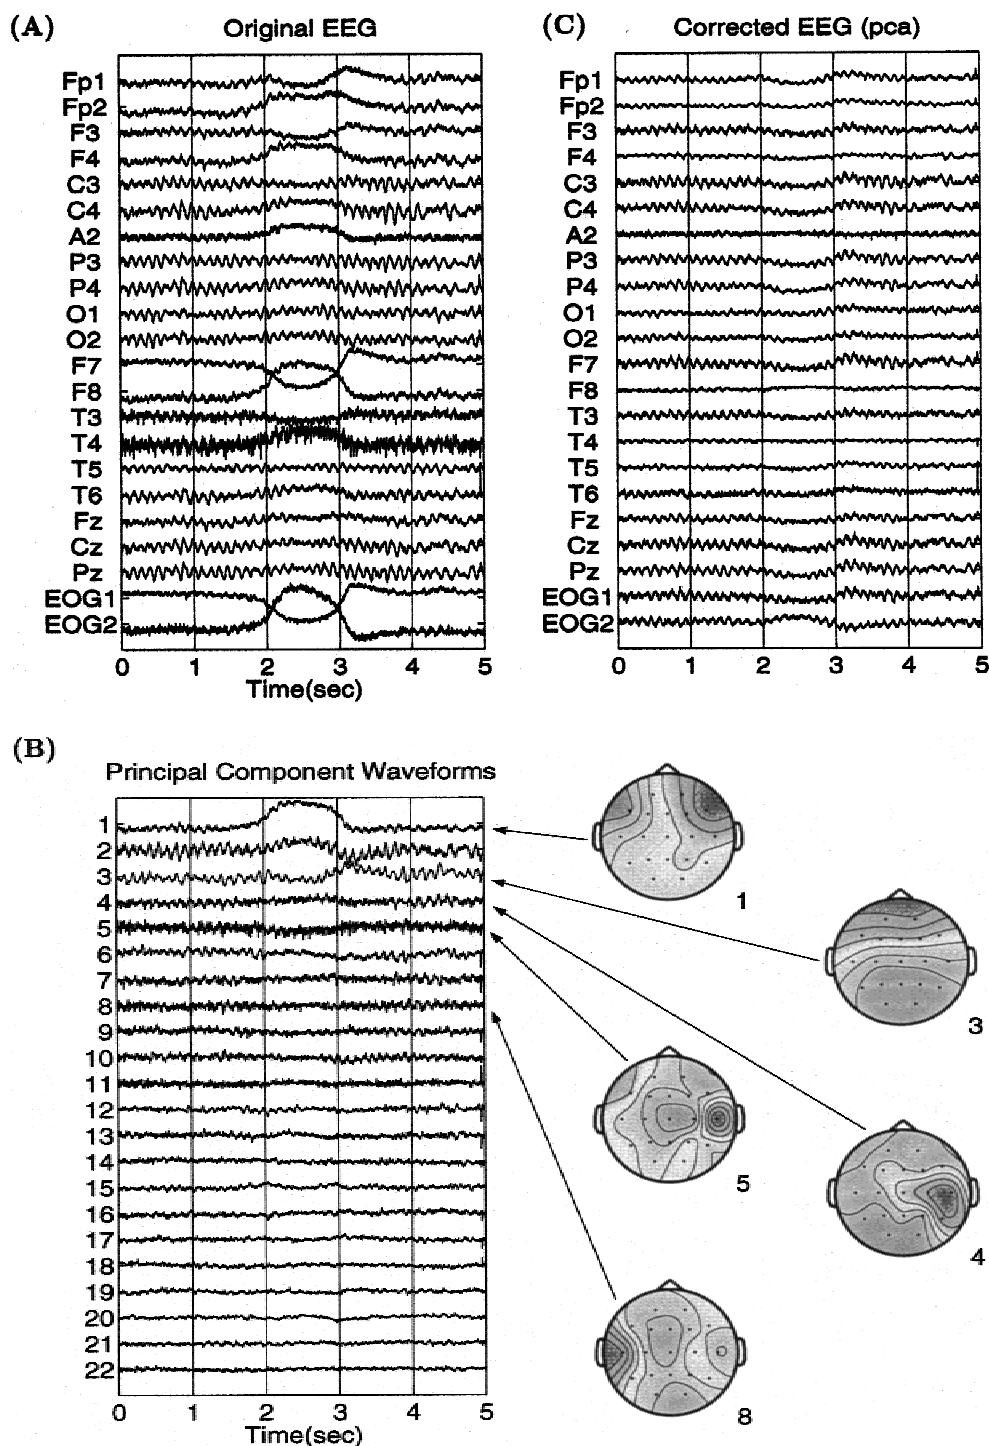 (A)
Original EEG
Fp1
Fp2
F3
F4
C3
C4
A2
P3
P4
O1
O2
F7
F8
T3
T4
T5
T6
Fz
Cz
Pz
EOG1
EOG2
0 1 2 3 4 5
Time(sec)
(C)
Corrected EEG (pca)
Fp1
Fp2
F3
F4
C3
C4
A2
P3
P4
O1
O2
F7
F8
T3
T4
T5
T6
Fz
Cz
Pz
EOG1
EOG2
0 1 2 3 4 5
(B)
Principal Component Waveforms
1
2
3
4
5
6
7
8
9
10
11
12
13
14
15
16
17
18
19
20
21
22
0 1 2 3 4 5
Time(sec)
1
3
5
4
8